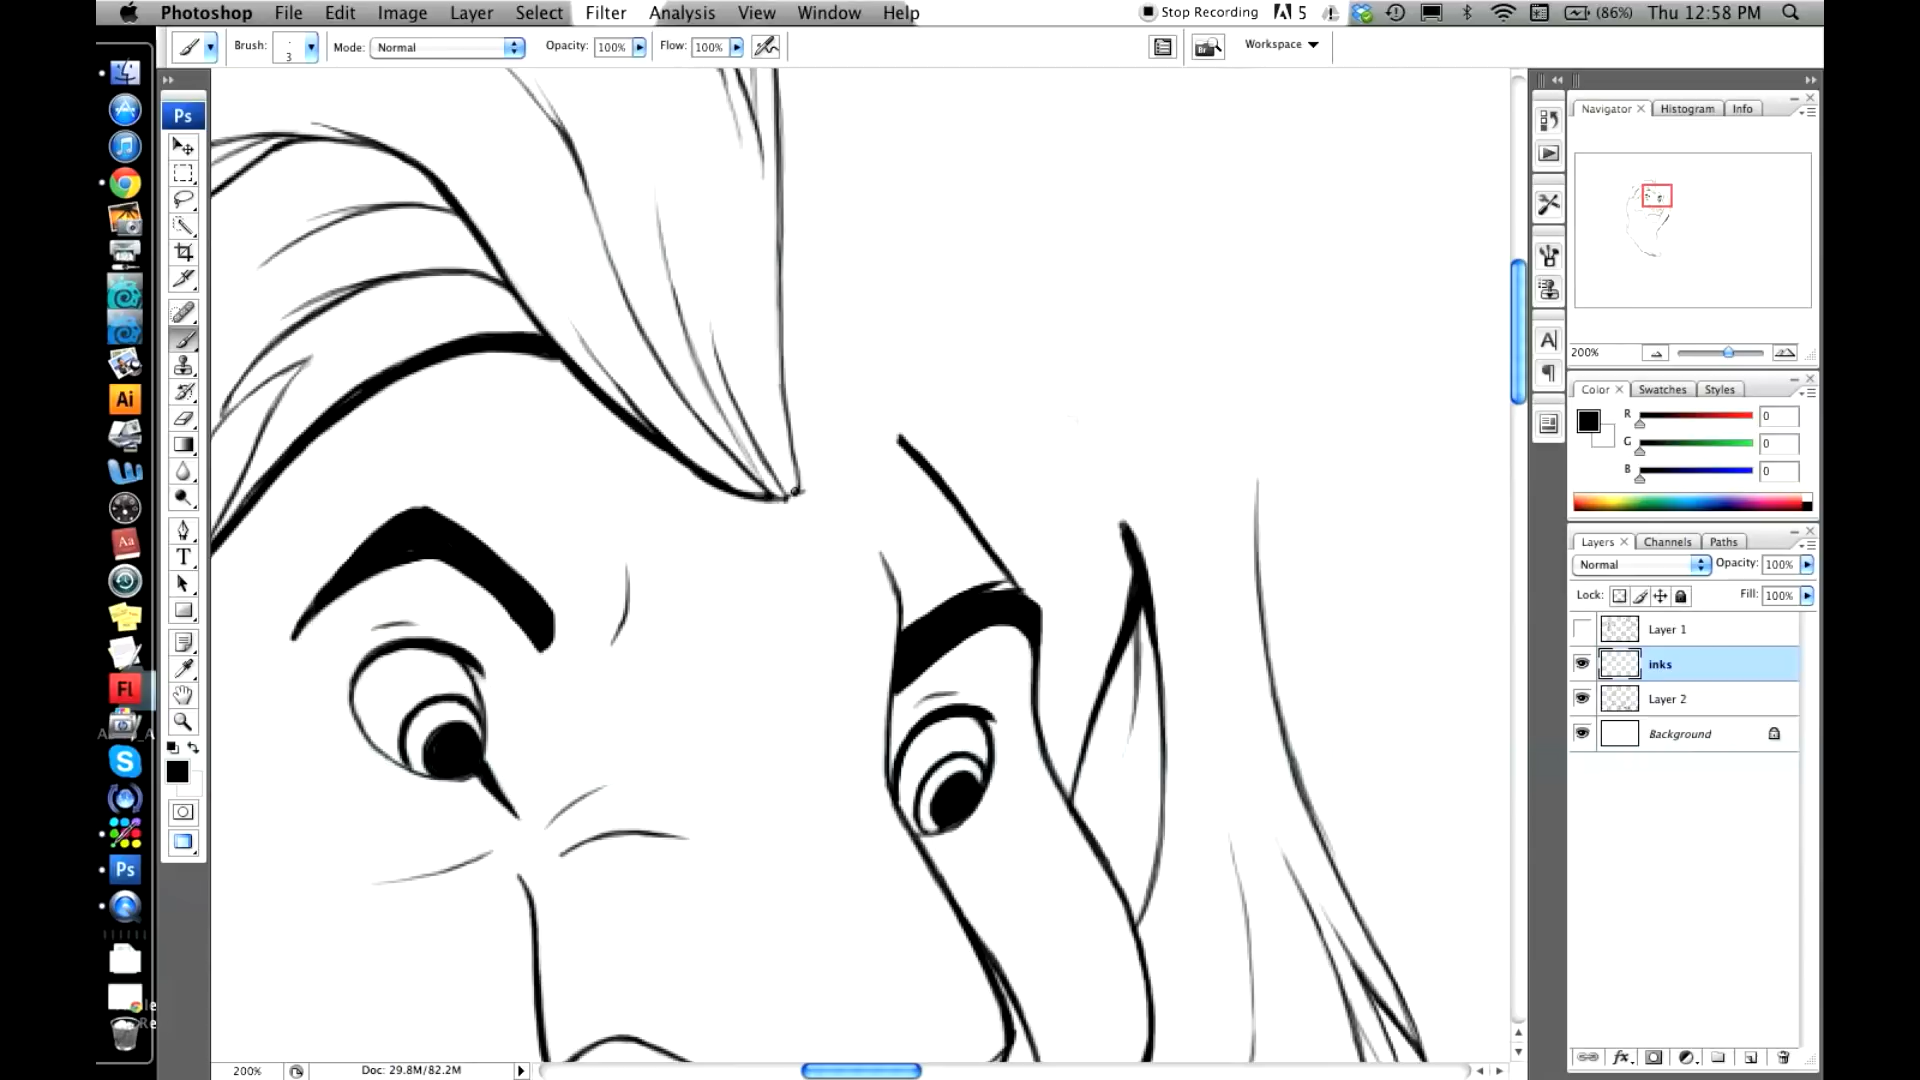 Photoshop File Edit Image Layer Select Filter Analysis View Window Help Stop Recording 5 (86%) Thu 12:58 PM
Brush: 3 Mode: Normal Opacity: 100% Flow: 100% Br Workspace
Ps
Navigator Histogram Info
200%
Color Swatches Styles
R 0
G 0
B 0
Layers Channels Paths
Normal Opacity: 100%
Lock: Fill: 100%
Layer 1
inks
Layer 2
Background
fx
Ai
Aa
T
A
Fl
S
Ps
200% Doc: 29.8M/82.2M